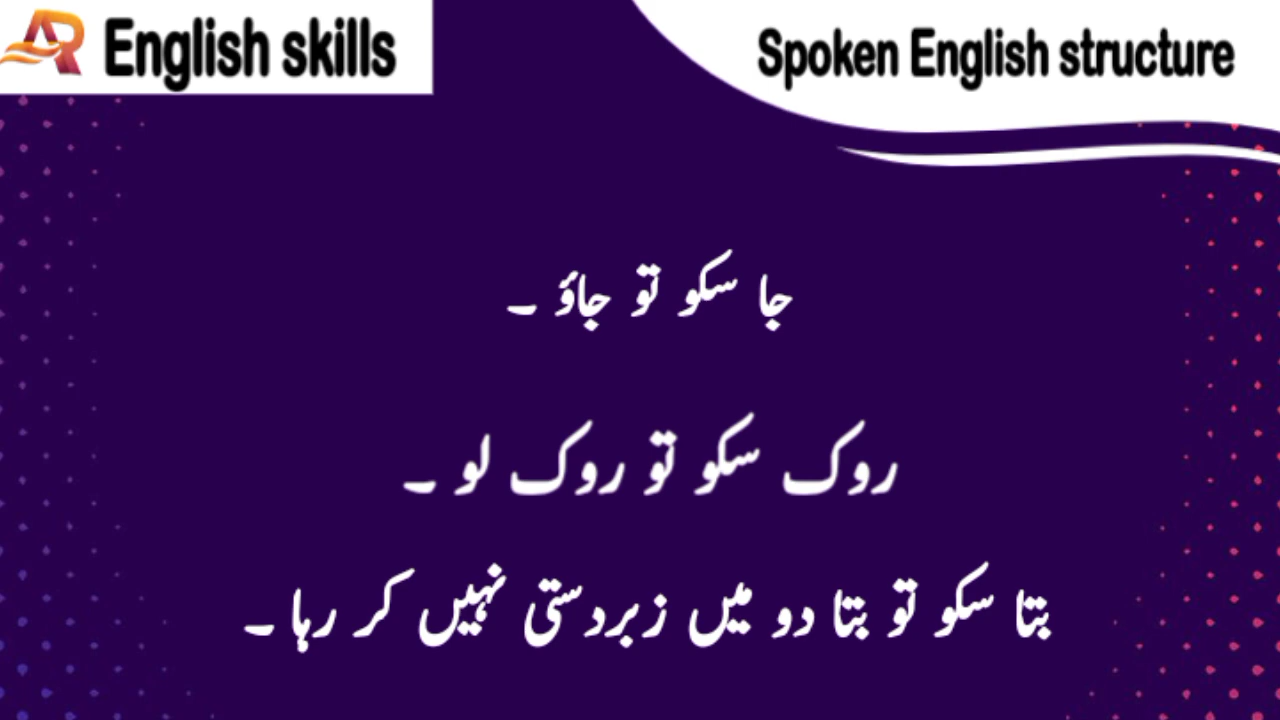 AR English skills
Spoken English structure
جا سکو تو جاؤ ۔
روک سکو تو روک لو ۔
بتا سکو تو بتا دو میں زبردستی نہیں کر رہا ۔